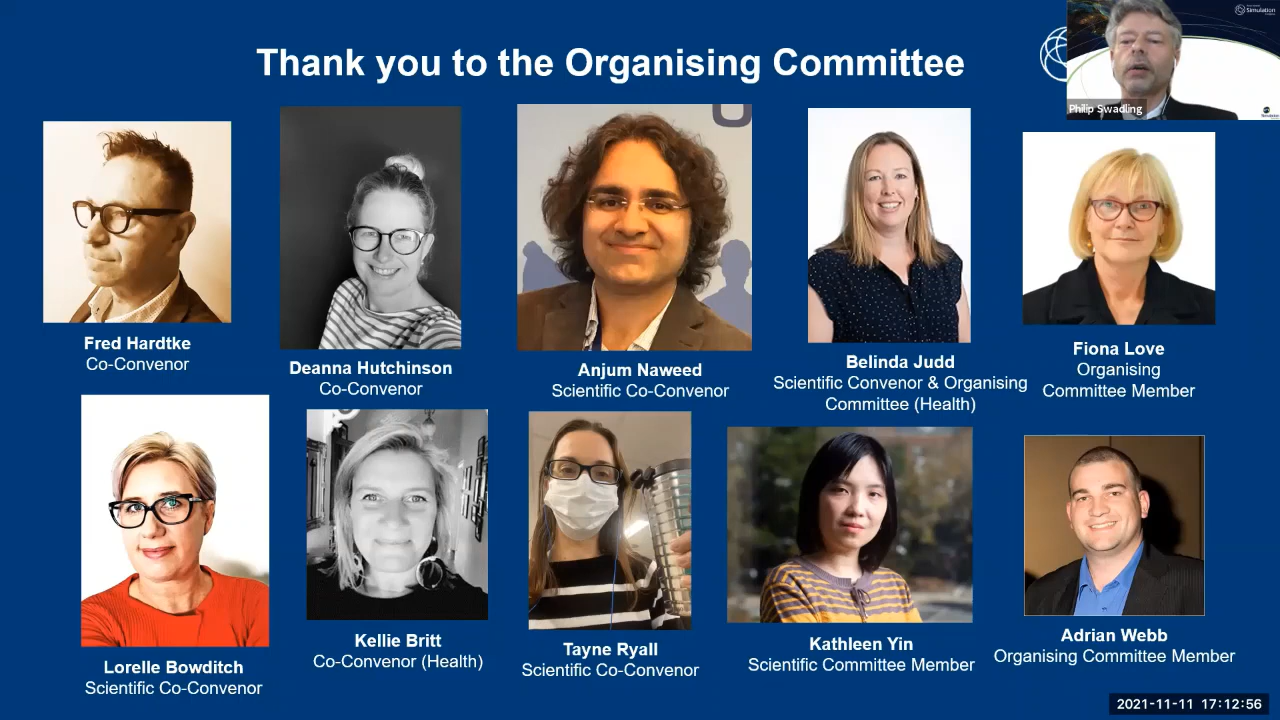 Thank you to the Organising Committee
Simulation
Philip Swadling
Fred Hardtke
Co-Convenor
Deanna Hutchinson
Co-Convenor
Anjum Naweed
Scientific Co-Convenor
Belinda Judd
Scientific Convenor & Organising
Committee (Health)
Fiona Love
Organising
Committee Member
Lorelle Bowditch
Scientific Co-Convenor
Kellie Britt
Co-Convenor (Health)
Tayne Ryall
Scientific Co-Convenor
Kathleen Yin
Scientific Committee Member
Adrian Webb
Organising Committee Member
2021-11-11 17:12:56